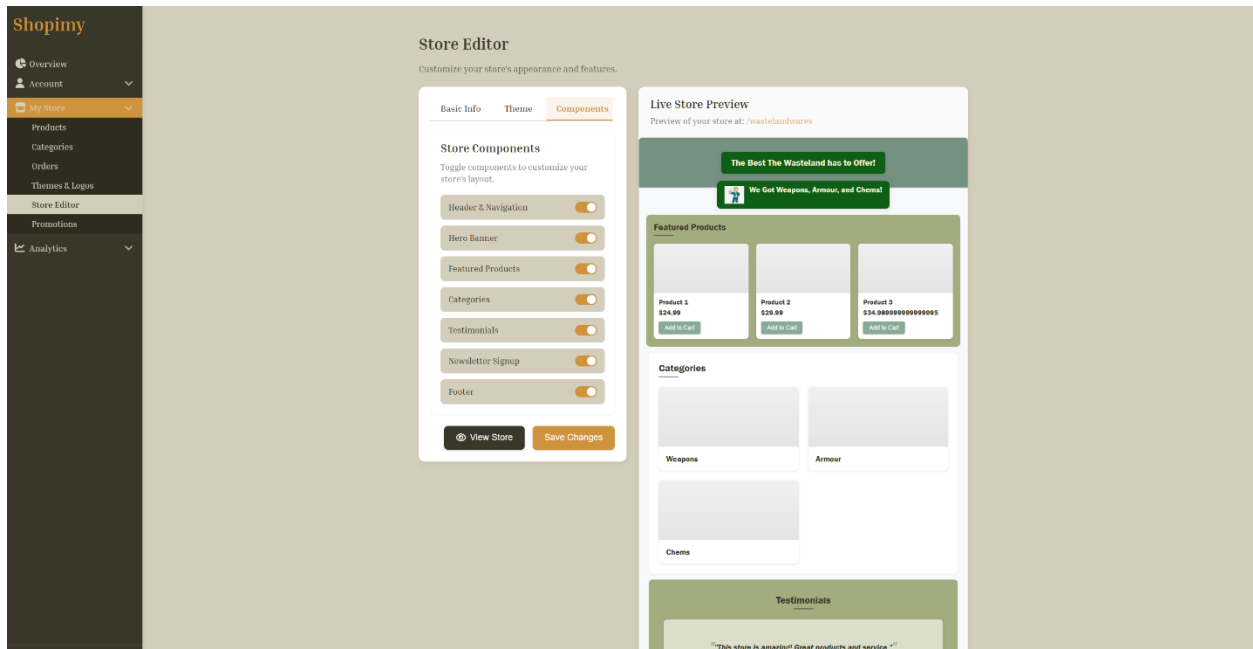 Shopimy
Overview
Account
My Store
Products
Categories
Orders
Themes & Logos
Store Editor
Promotions
Analytics
Store Editor
Customize your store's appearance and features.
Basic Info
Theme
Components
Store Components
Toggle components to customize your
store's layout.
Header & Navigation
Hero Banner
Featured Products
Categories
Testimonials
Newsletter Signup
Footer
View Store
Save Changes
Live Store Preview
Preview of your store at: /wastelandwares
The Best The Wasteland has to Offer!
We Got Weapons, Armour, and Chems!
Featured Products
Product 1
$24.99
Add to Cart
Product 2
$29.99
Add to Cart
Product 3
$34.989999999999995
Add to Cart
Categories
Weapons
Armour
Chems
Testimonials
""This store is amazing! Great products and service.""